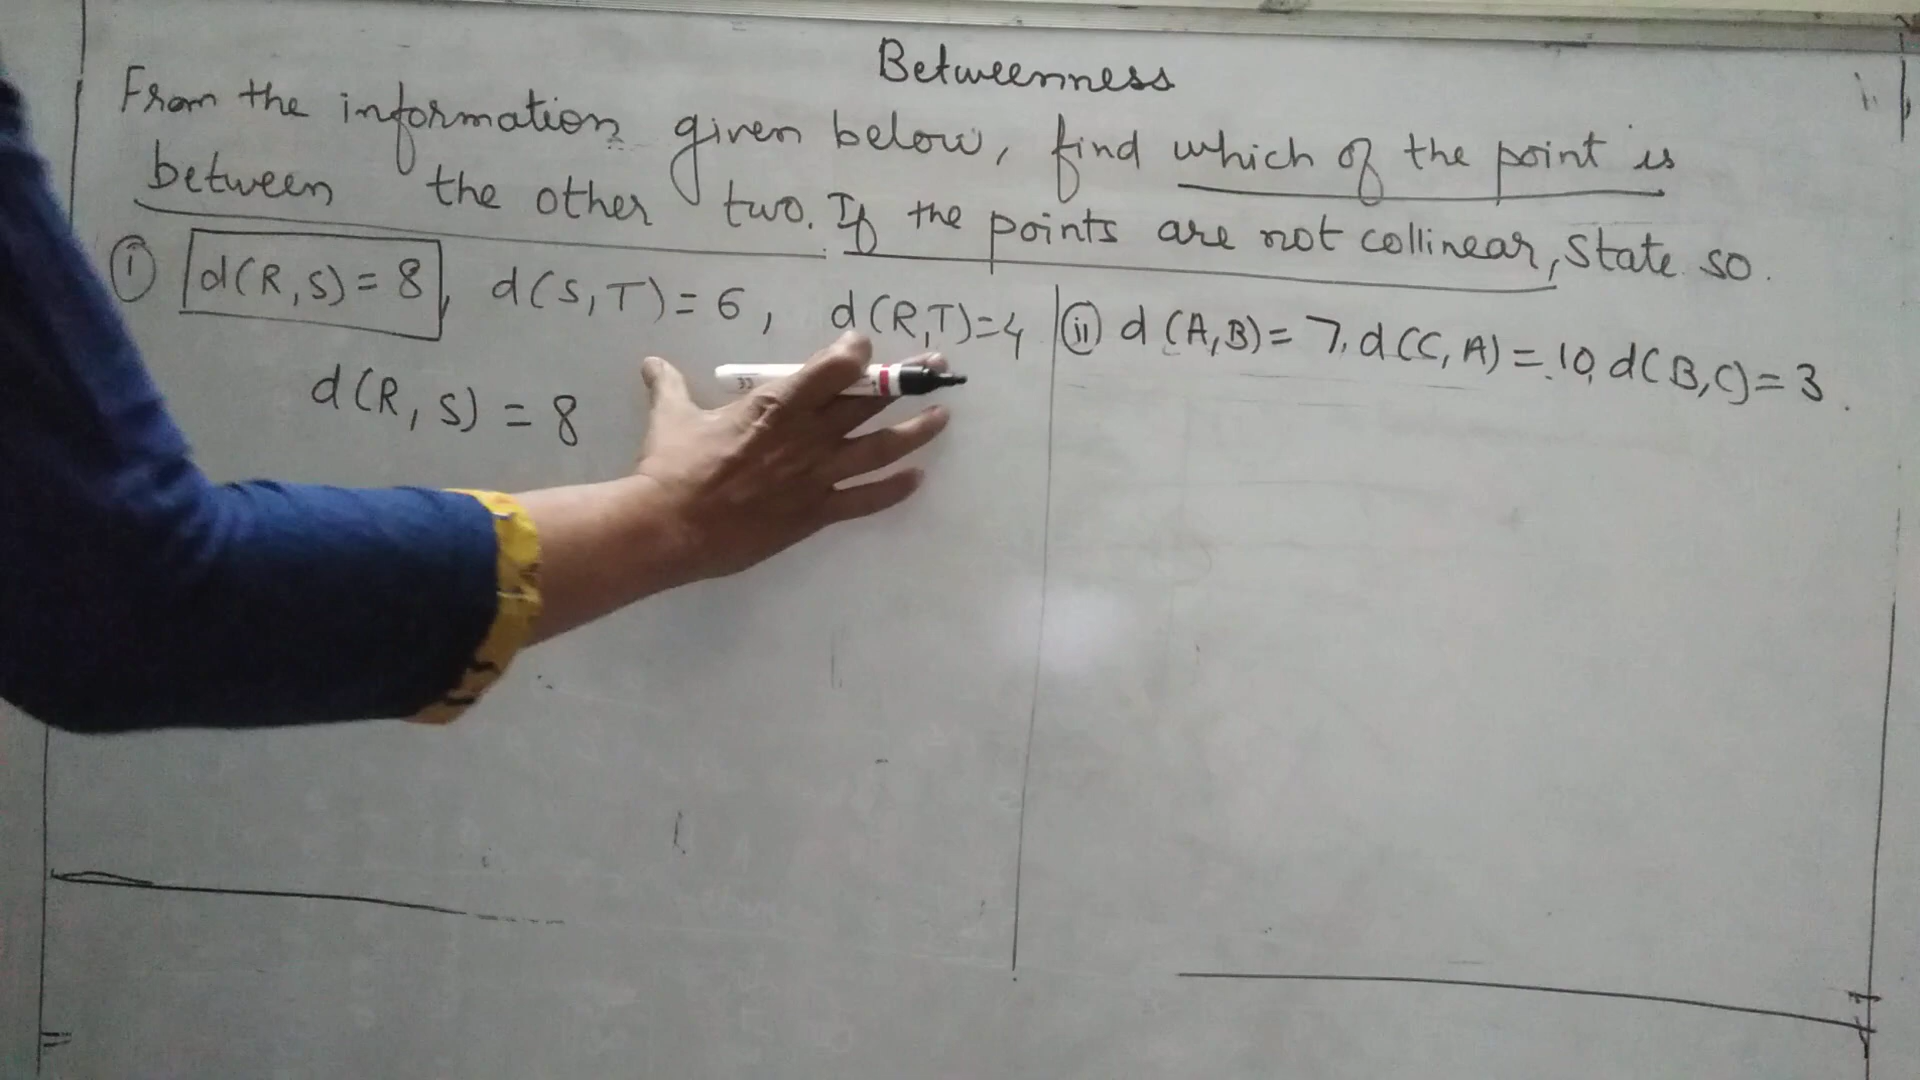 Betweenness
From the information given below, find which of the point is
between the other two. If the points are not collinear, state so.
(i) d(R,S)=8, d(S,T)=6, d(R,T)=4
(ii) d(A,B)=7, d(C,A)=10, d(B,C)=3.
d(R,S)=8